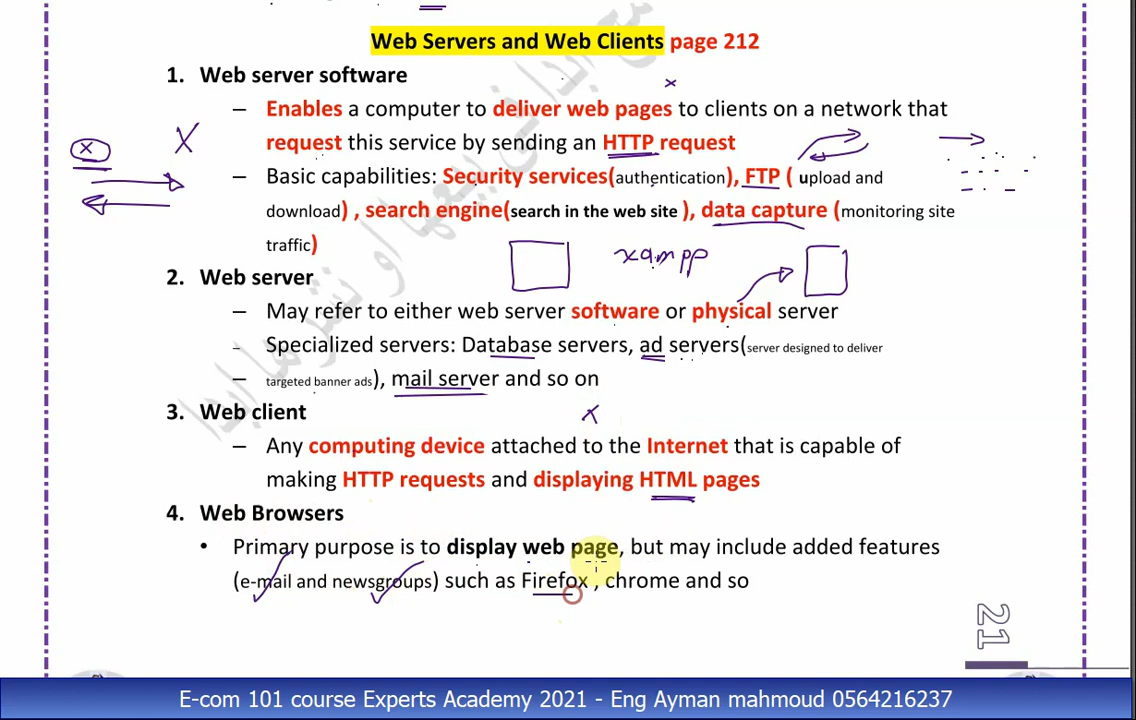 Web Servers and Web Clients page 212
1. Web server software
– Enables a computer to deliver web pages to clients on a network that
request this service by sending an HTTP request
– Basic capabilities: Security services(authentication), FTP ( upload and
download) , search engine(search in the web site ), data capture (monitoring site
traffic)
xampp
2. Web server
– May refer to either web server software or physical server
– Specialized servers: Database servers, ad servers(server designed to deliver
– targeted banner ads), mail server and so on
3. Web client
– Any computing device attached to the Internet that is capable of
making HTTP requests and displaying HTML pages
4. Web Browsers
• Primary purpose is to display web page, but may include added features
(e-mail and newsgroups) such as Firefox , chrome and so
21
E-com 101 course Experts Academy 2021 - Eng Ayman mahmoud 0564216237